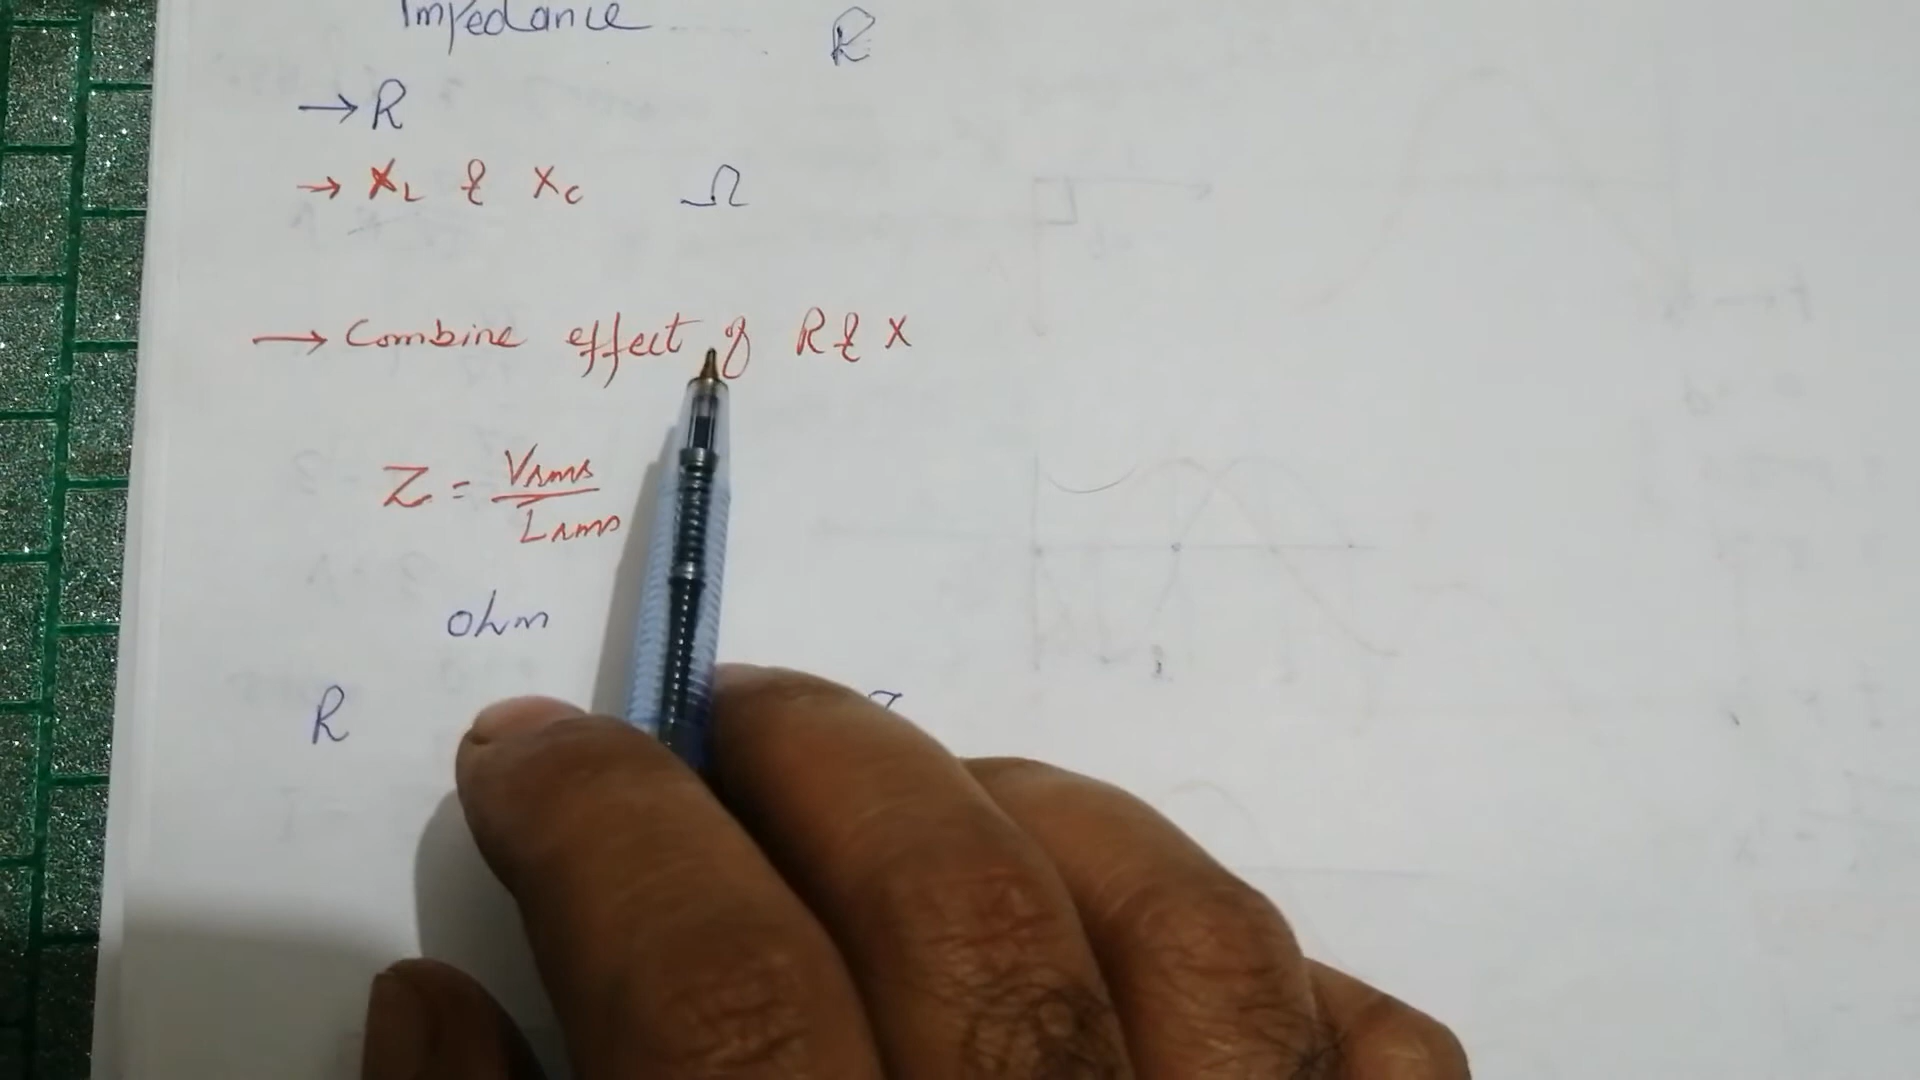 Impedance R
→ R
→ XL & Xc Ω
→ Combine effect of R & X
Z = Vrms
Irms
ohm
R Z